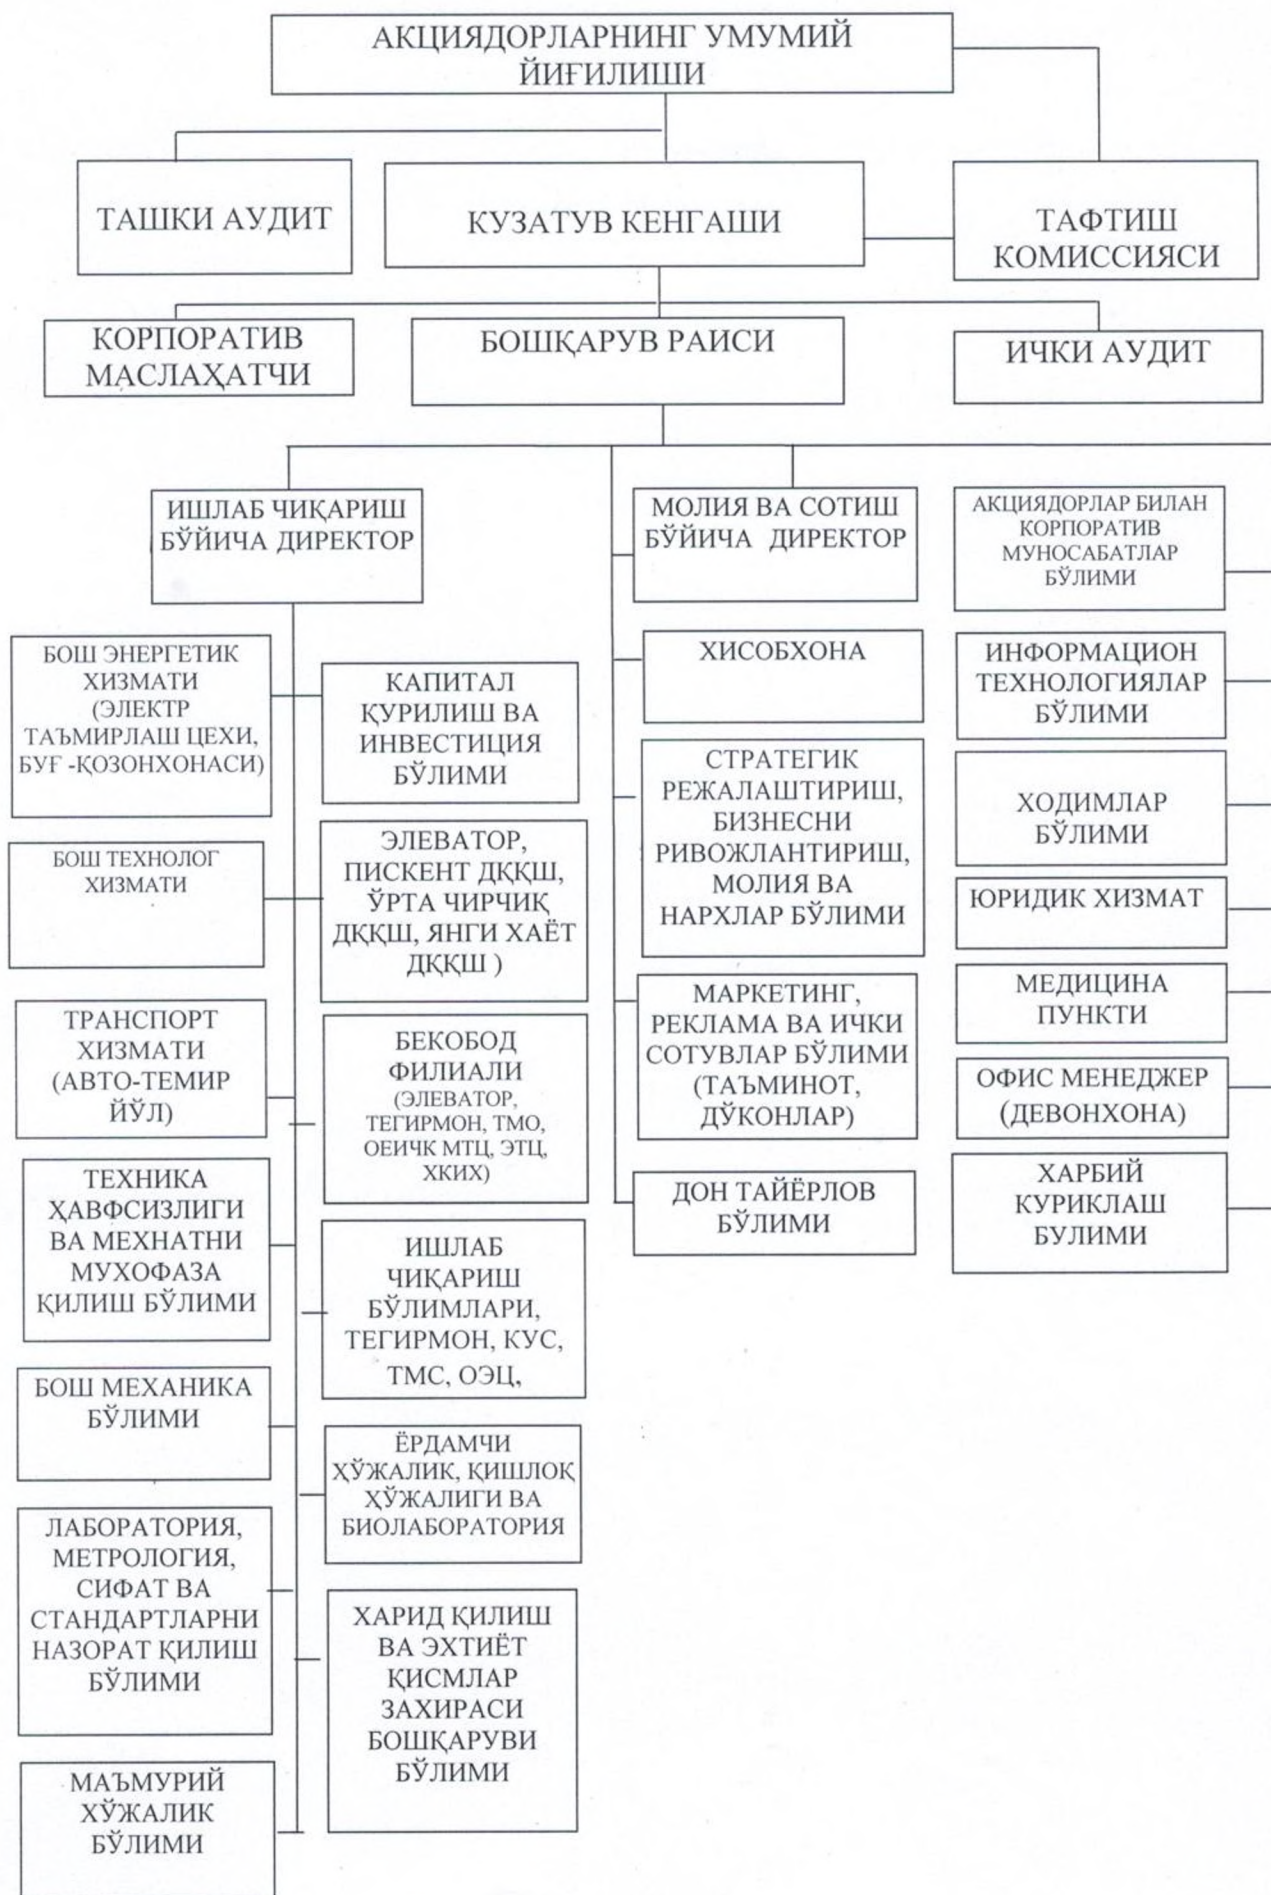 АКЦИЯДОРЛАРНИНГ УМУМИЙ
ЙИҒИЛИШИ
ТАШКИ АУДИТ
КУЗАТУВ КЕНГАШИ
ТАФТИШ
КОМИССИЯСИ
КОРПОРАТИВ
МАСЛАҲАТЧИ
БОШҚАРУВ РАИСИ
ИЧКИ АУДИТ
ИШЛАБ ЧИҚАРИШ
БЎЙИЧА ДИРЕКТОР
МОЛИЯ ВА СОТИШ
БЎЙИЧА ДИРЕКТОР
АКЦИЯДОРЛАР БИЛАН
КОРПОРАТИВ
МУНОСАБАТЛАР
БЎЛИМИ
БОШ ЭНЕРГЕТИК
ХИЗМАТИ
(ЭЛЕКТР
ТАЪМИРЛАШ ЦЕХИ,
БУҒ -ҚОЗОНХОНАСИ)
КАПИТАЛ
ҚУРИЛИШ ВА
ИНВЕСТИЦИЯ
БЎЛИМИ
ХИСОБХОНА
ИНФОРМАЦИОН
ТЕХНОЛОГИЯЛАР
БЎЛИМИ
СТРАТЕГИК
РЕЖАЛАШТИРИШ,
БИЗНЕСНИ
РИВОЖЛАНТИРИШ,
МОЛИЯ ВА
НАРХЛАР БЎЛИМИ
ХОДИМЛАР
БЎЛИМИ
БОШ ТЕХНОЛОГ
ХИЗМАТИ
ЭЛЕВАТОР,
ПИСКЕНТ ДҚҚШ,
ЎРТА ЧИРЧИҚ
ДҚҚШ, ЯНГИ ХАЁТ
ДҚҚШ )
ЮРИДИК ХИЗМАТ
МЕДИЦИНА
ПУНКТИ
ТРАНСПОРТ
ХИЗМАТИ
(АВТО-ТЕМИР
ЙЎЛ)
БЕКОБОД
ФИЛИАЛИ
(ЭЛЕВАТОР,
ТЕГИРМОН, ТМО,
ОЕИЧК МТЦ, ЭТЦ,
ХКИХ)
МАРКЕТИНГ,
РЕКЛАМА ВА ИЧКИ
СОТУВЛАР БЎЛИМИ
(ТАЪМИНОТ,
ДЎКОНЛАР)
ОФИС МЕНЕДЖЕР
(ДЕВОНХОНА)
ТЕХНИКА
ҲАВФСИЗЛИГИ
ВА МЕХНАТНИ
МУХОФАЗА
ҚИЛИШ БЎЛИМИ
ДОН ТАЙЁРЛОВ
БЎЛИМИ
ХАРБИЙ
КУРИКЛАШ
БУЛИМИ
ИШЛАБ
ЧИҚАРИШ
БЎЛИМЛАРИ,
ТЕГИРМОН, КУС,
ТМС, ОЭЦ,
БОШ МЕХАНИКА
БЎЛИМИ
ЁРДАМЧИ
ҲЎЖАЛИК, ҚИШЛОҚ
ҲЎЖАЛИГИ ВА
БИОЛАБОРАТОРИЯ
ЛАБОРАТОРИЯ,
МЕТРОЛОГИЯ,
СИФАТ ВА
СТАНДАРТЛАРНИ
НАЗОРАТ ҚИЛИШ
БЎЛИМИ
ХАРИД ҚИЛИШ
ВА ЭХТИЁТ
ҚИСМЛАР
ЗАХИРАСИ
БОШҚАРУВИ
БЎЛИМИ
МАЪМУРИЙ
ХЎЖАЛИК
БЎЛИМИ